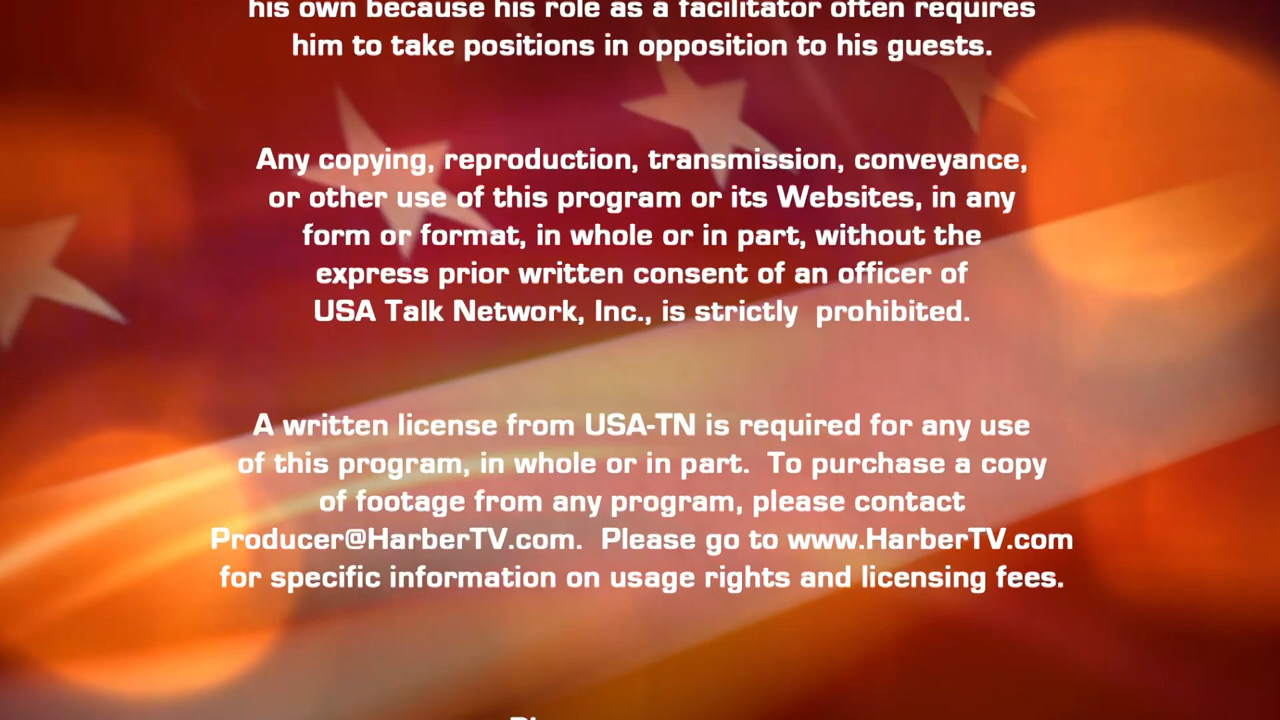 his own because his role as a facilitator often requires
him to take positions in opposition to his guests.
Any copying, reproduction, transmission, conveyance,
or other use of this program or its Websites, in any
form or format, in whole or in part, without the
express prior written consent of an officer of
USA Talk Network, Inc., is strictly  prohibited.
A written license from USA-TN is required for any use
of this program, in whole or in part.  To purchase a copy
of footage from any program, please contact
Producer@HarberTV.com.  Please go to www.HarberTV.com
for specific information on usage rights and licensing fees.